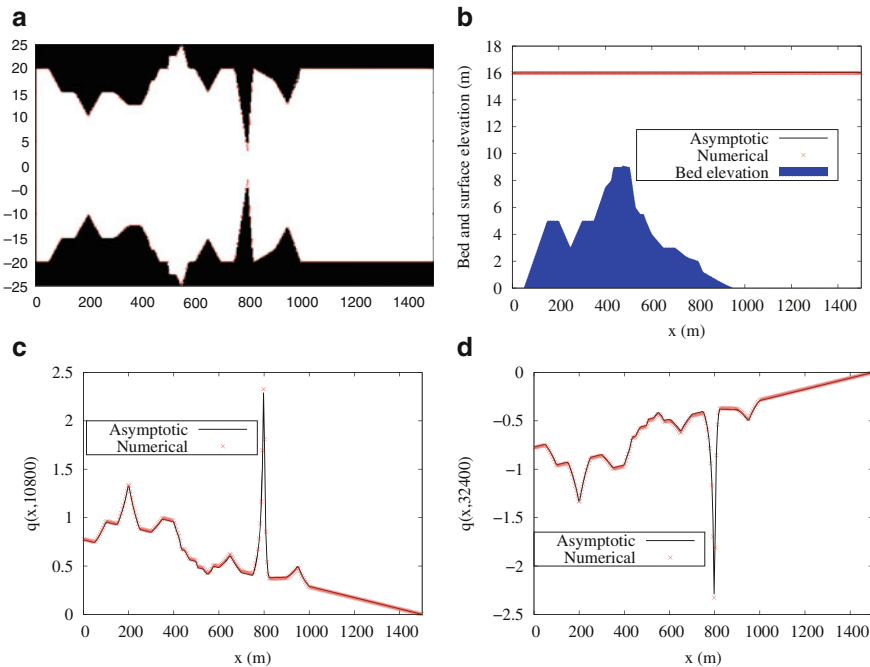 a
25
20
15
10
5
0
−0
−5
−10
−15
−20
−25
0 200 400 600 800 1000 1200 1400
b
Bed and surface elevation (m)
18
16
14
12
10
8
6
4
2
0
Asymptotic
Numerical
Bed elevation
0 200 400 600 800 1000 1200 1400
x (m)
c
q(x,10800)
2.5
2
1.5
1
0.5
0
Asymptotic
Numerical
0 200 400 600 800 1000 1200 1400
x (m)
d
q(x,32400)
0
−0.5
−1
−1.5
−2
−2.5
Asymptotic
Numerical
0 200 400 600 800 1000 1200 1400
x (m)